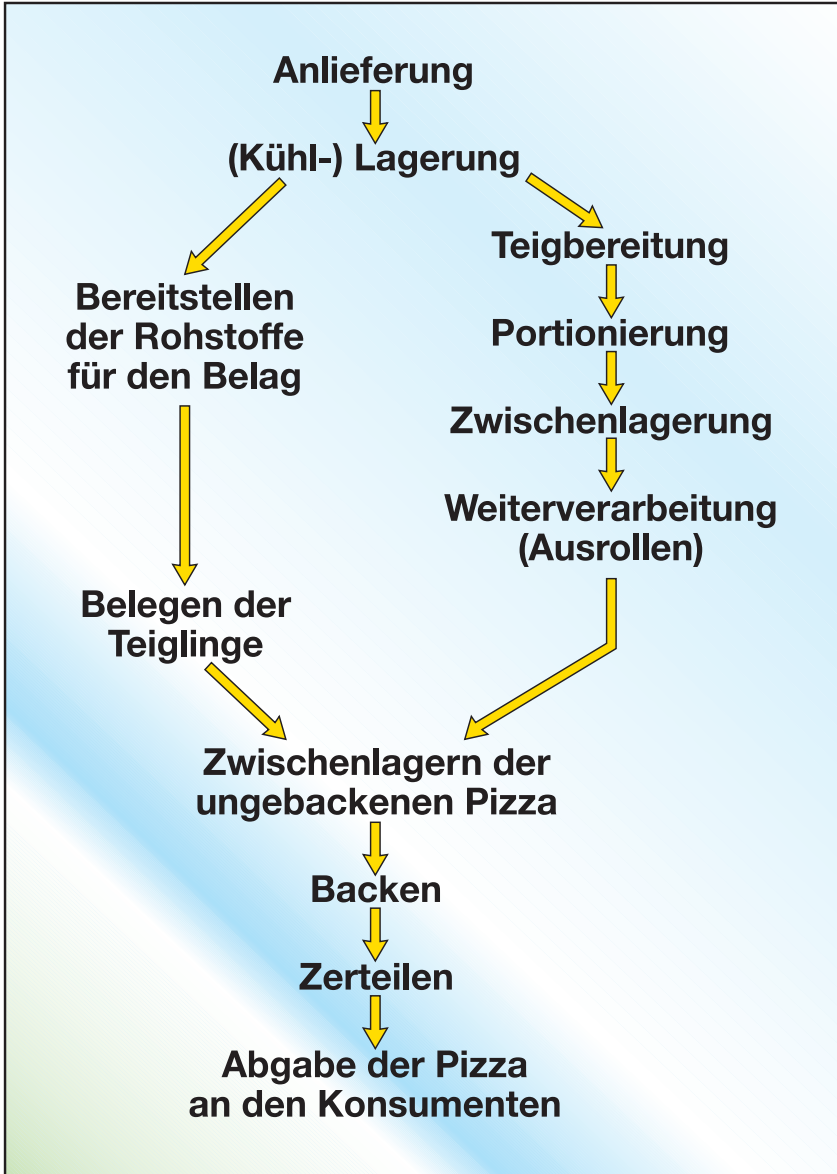 Anlieferung
(Kühl-) Lagerung
Bereitstellen
der Rohstoffe
für den Belag
Belegen der
Teiglinge
Teigbereitung
Portionierung
Zwischenlagerung
Weiterverarbeitung
(Ausrollen)
Zwischenlagern der
ungebackenen Pizza
Backen
Zerteilen
Abgabe der Pizza
an den Konsumenten